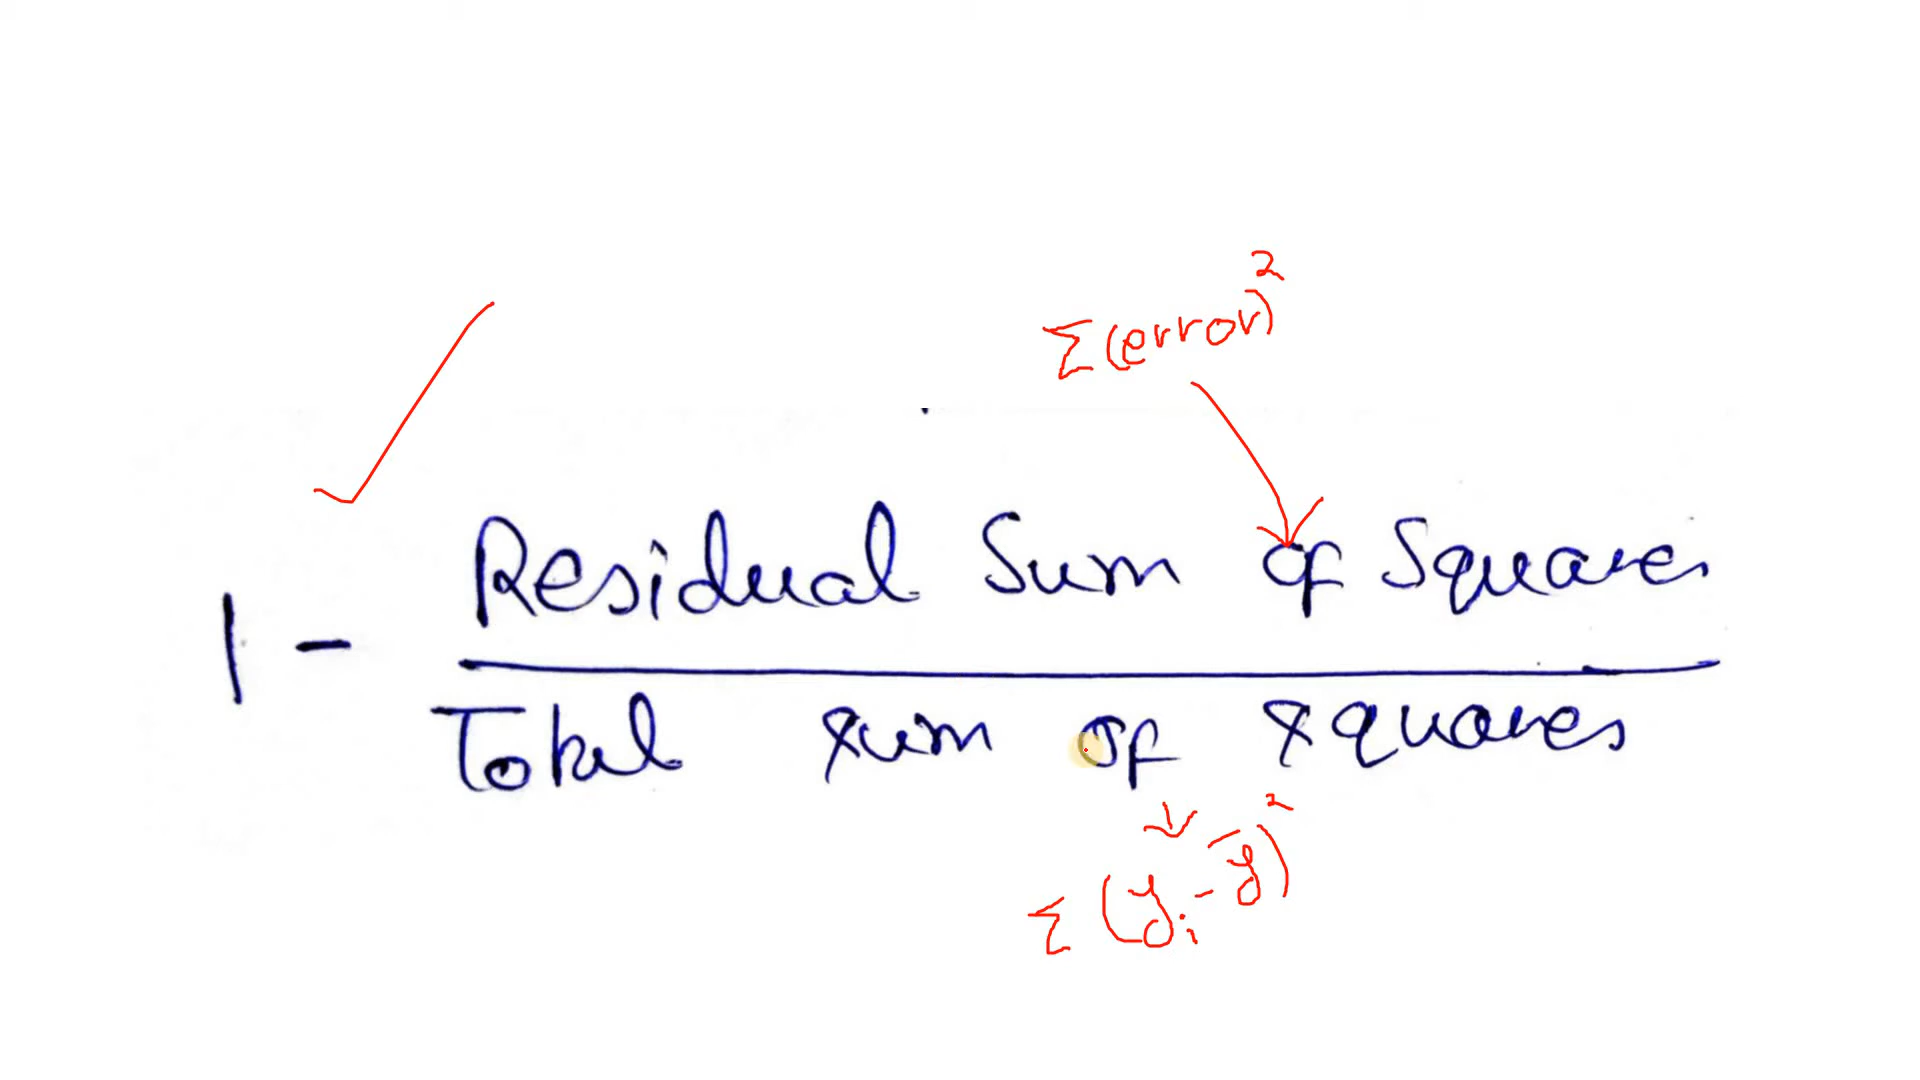 Σ(error)²
Residual Sum of Squares
1 -
Total sum of squares
Σ(yᵢ-ȳ)²